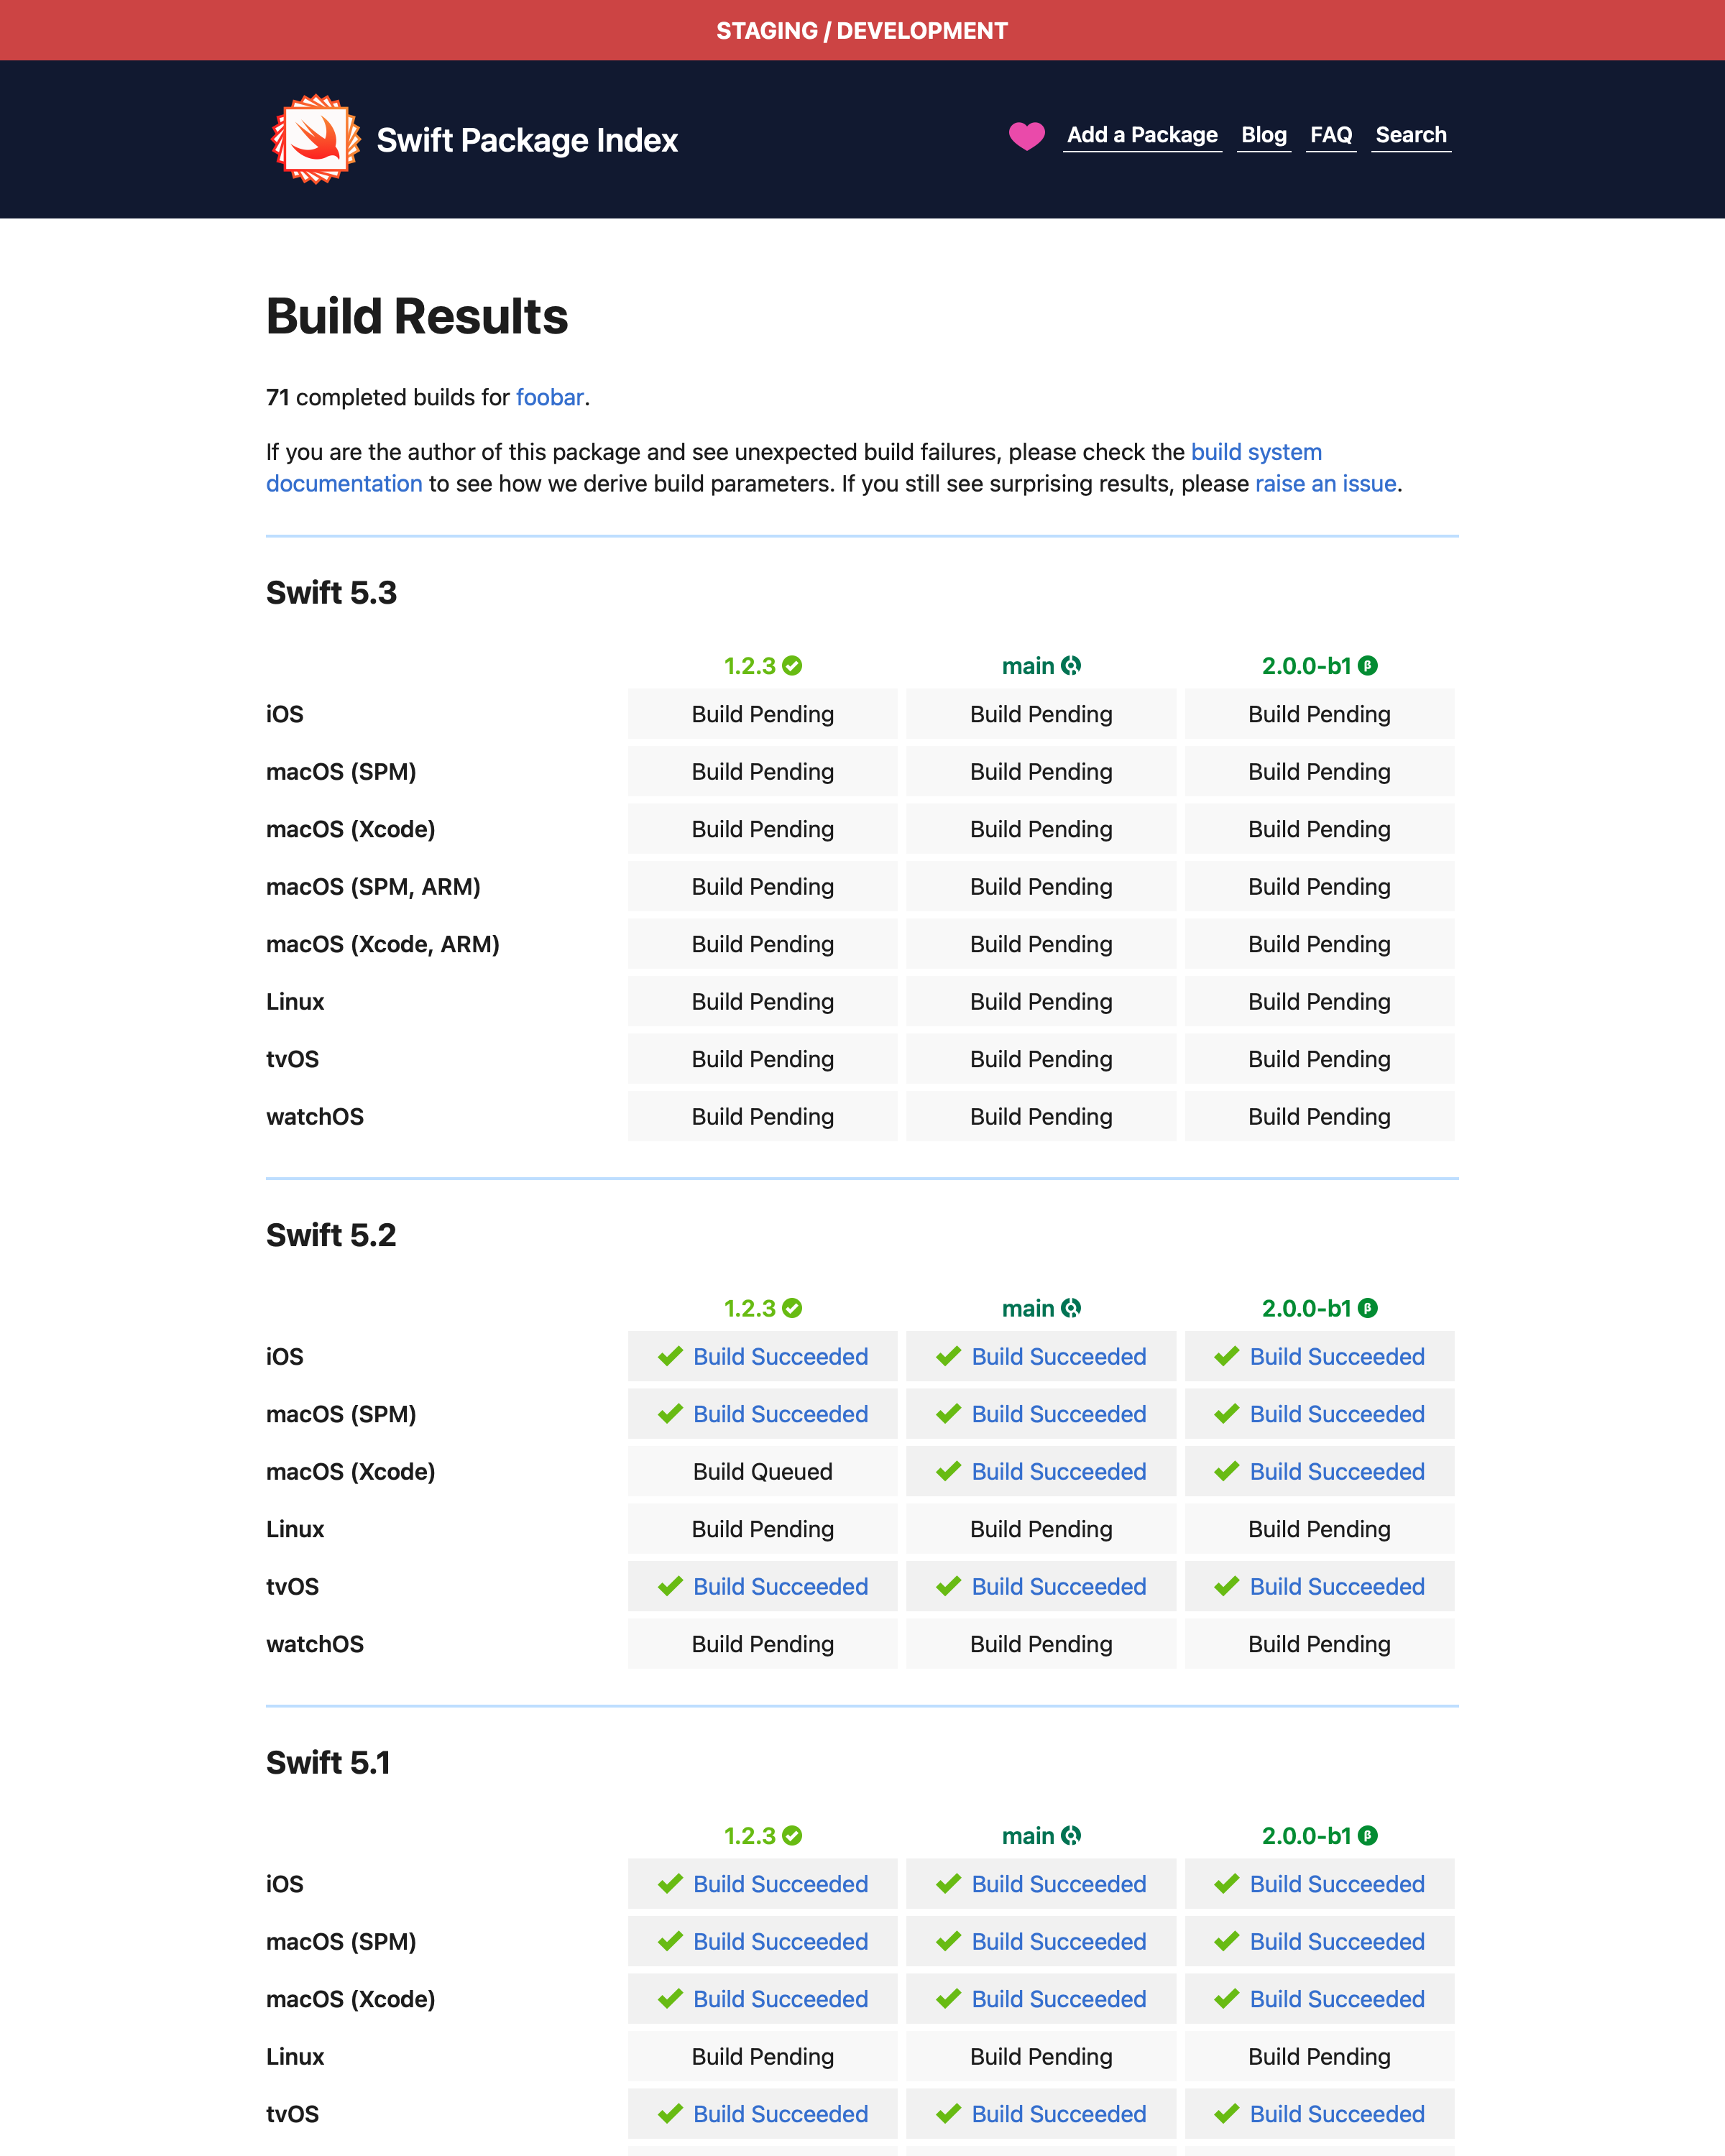 STAGING / DEVELOPMENT
Swift Package Index
Add a Package Blog FAQ Search
Build Results
71 completed builds for foobar.
If you are the author of this package and see unexpected build failures, please check the build system
documentation to see how we derive build parameters. If you still see surprising results, please raise an issue.
Swift 5.3
1.2.3 main 2.0.0-b1 β
iOS Build Pending Build Pending Build Pending
macOS (SPM) Build Pending Build Pending Build Pending
macOS (Xcode) Build Pending Build Pending Build Pending
macOS (SPM, ARM) Build Pending Build Pending Build Pending
macOS (Xcode, ARM) Build Pending Build Pending Build Pending
Linux Build Pending Build Pending Build Pending
tvOS Build Pending Build Pending Build Pending
watchOS Build Pending Build Pending Build Pending
Swift 5.2
1.2.3 main 2.0.0-b1 β
iOS Build Succeeded Build Succeeded Build Succeeded
macOS (SPM) Build Succeeded Build Succeeded Build Succeeded
macOS (Xcode) Build Queued Build Succeeded Build Succeeded
Linux Build Pending Build Pending Build Pending
tvOS Build Succeeded Build Succeeded Build Succeeded
watchOS Build Pending Build Pending Build Pending
Swift 5.1
1.2.3 main 2.0.0-b1 β
iOS Build Succeeded Build Succeeded Build Succeeded
macOS (SPM) Build Succeeded Build Succeeded Build Succeeded
macOS (Xcode) Build Succeeded Build Succeeded Build Succeeded
Linux Build Pending Build Pending Build Pending
tvOS Build Succeeded Build Succeeded Build Succeeded